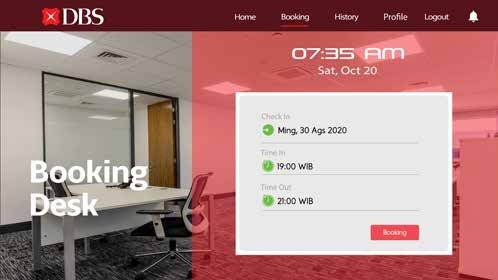 DBS
Home Booking History Profile Logout
07:35 AM
Sat, Oct 20
Booking
Desk
Check In
Ming, 30 Ags 2020
Time In
19:00 WIB
Time Out
21:00 WIB
Booking